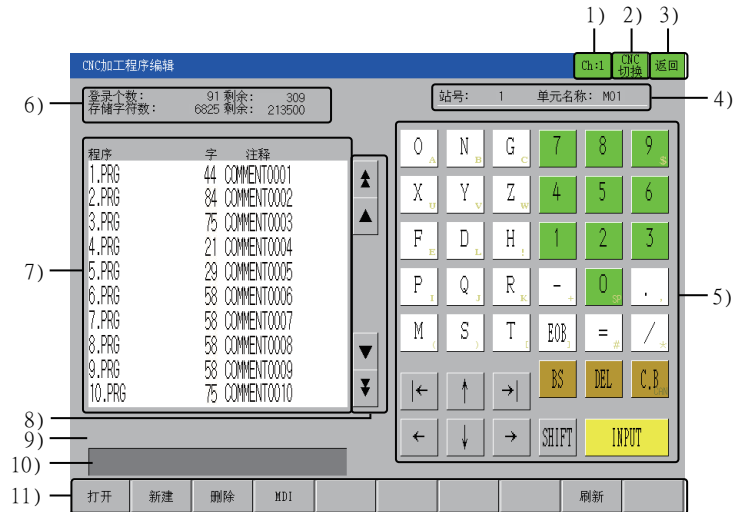 1) 2) 3)
CNC加工程序编辑 Ch:1 CNC切换 返回
6) 登录个数: 91 剩余: 309
存储字符数: 6825 剩余: 213500
站号: 1 单元名称: M01 4)
程序 字 注释
1.PRG 44 COMMENT0001
2.PRG 84 COMMENT0002
3.PRG 75 COMMENT0003
4.PRG 21 COMMENT0004
7) 5.PRG 29 COMMENT0005
6.PRG 58 COMMENT0006
7.PRG 58 COMMENT0007
8.PRG 58 COMMENT0008
9.PRG 58 COMMENT0009
10.PRG 75 COMMENT0010
O A N B G C 7 8 9 $
X U Y V Z W 4 5 6
F E D L H ! 1 2 3
P I Q J R K - + 0 SP . , 5)
M ( S ) T [ EOB ] = # / *
|← ↑ →| BS DEL C.B CAN
← ↓ → SHIFT INPUT
8)
9)
10)
11) 打开 新建 删除 MDI 刷新